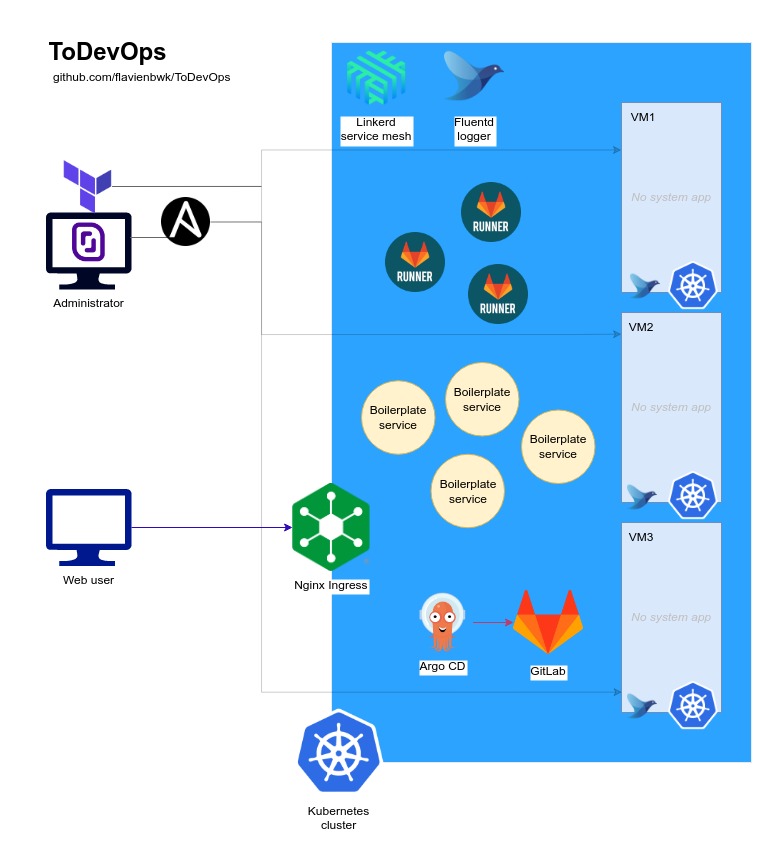 ToDevOps
github.com/flavienbwk/ToDevOps
Linkerd
service mesh
Fluentd
logger
VM1
No system app
RUNNER
RUNNER
RUNNER
Administrator
VM2
No system app
Boilerplate
service
Boilerplate
service
Boilerplate
service
Boilerplate
service
Web user
Nginx Ingress
VM3
No system app
Argo CD
GitLab
Kubernetes
cluster